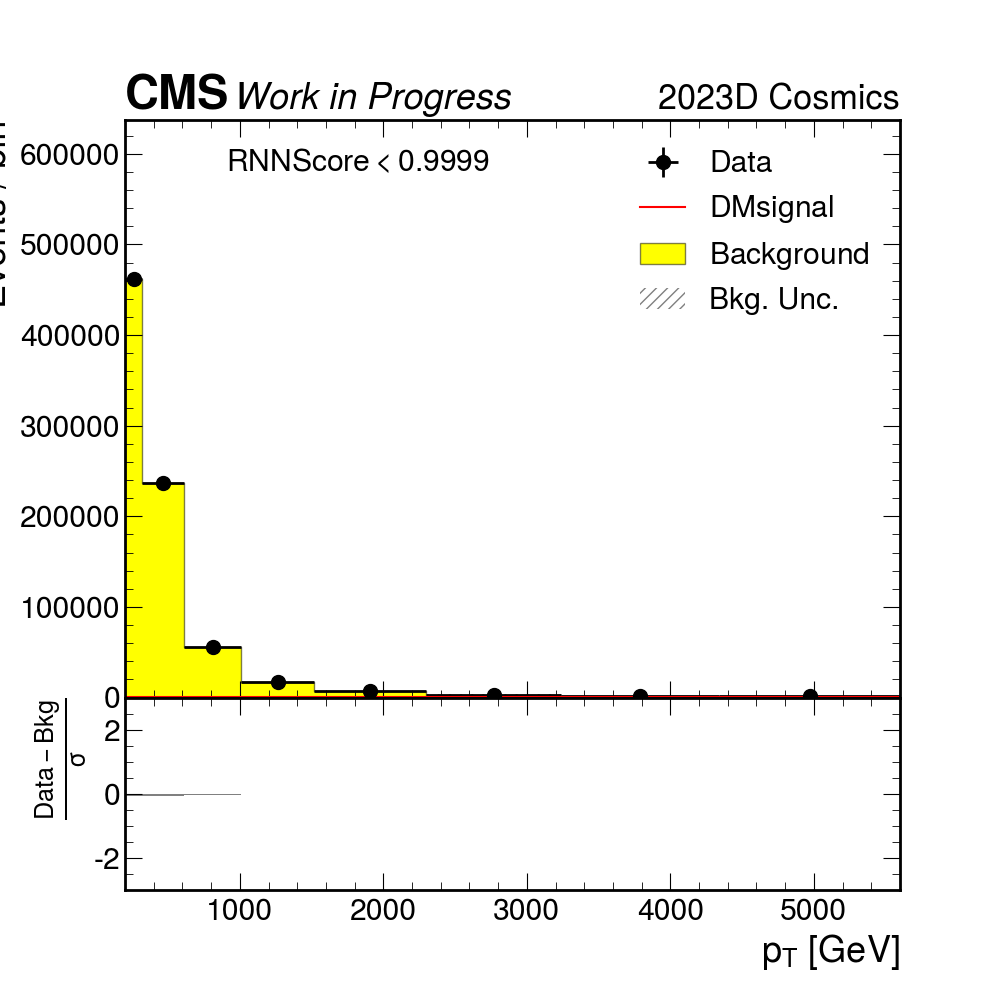 CMS Work in Progress 2023D Cosmics
RNNScore < 0.9999
Data
DMsignal
Background
Bkg. Unc.
600000
500000
400000
300000
200000
100000
0
Data – Bkg
σ
2
0
-2
1000 2000 3000 4000 5000
pT [GeV]